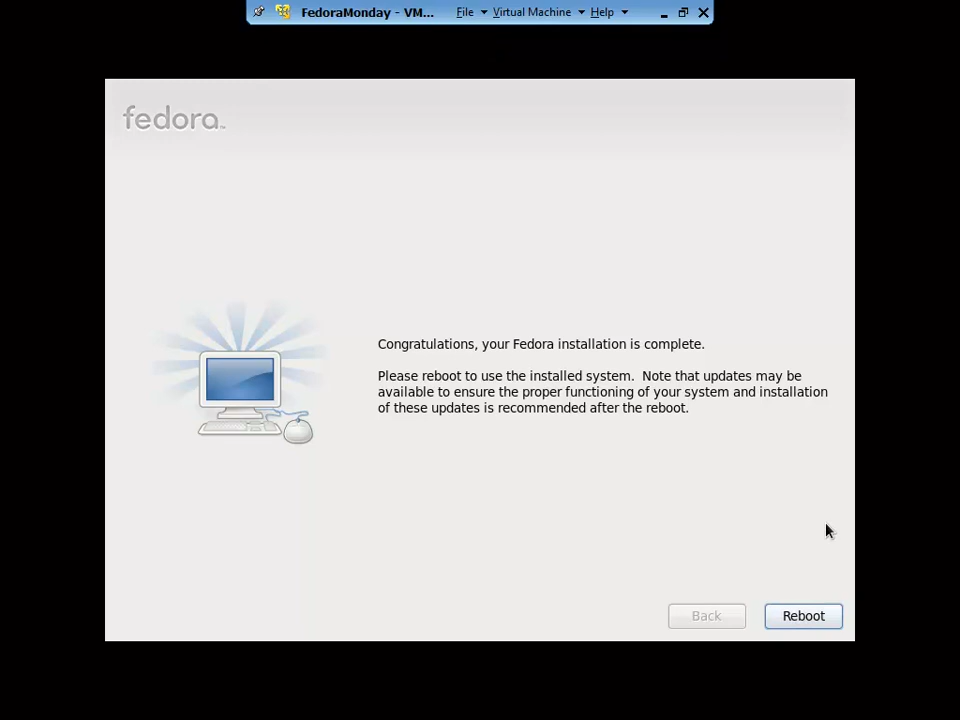 FedoraMonday - VM... File Virtual Machine Help
fedora
Congratulations, your Fedora installation is complete.
Please reboot to use the installed system.  Note that updates may be
available to ensure the proper functioning of your system and installation
of these updates is recommended after the reboot.
Back Reboot